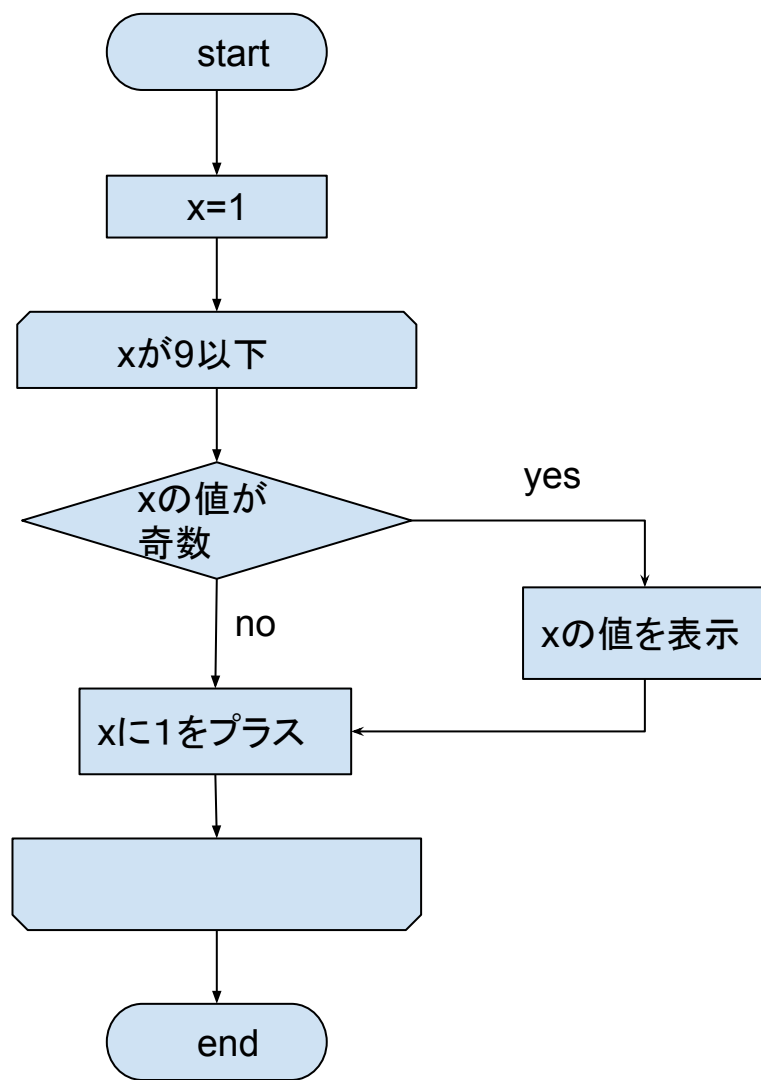 start
x=1
xが9以下
xの値が
奇数
yes
no
xの値を表示
xに１をプラス
end